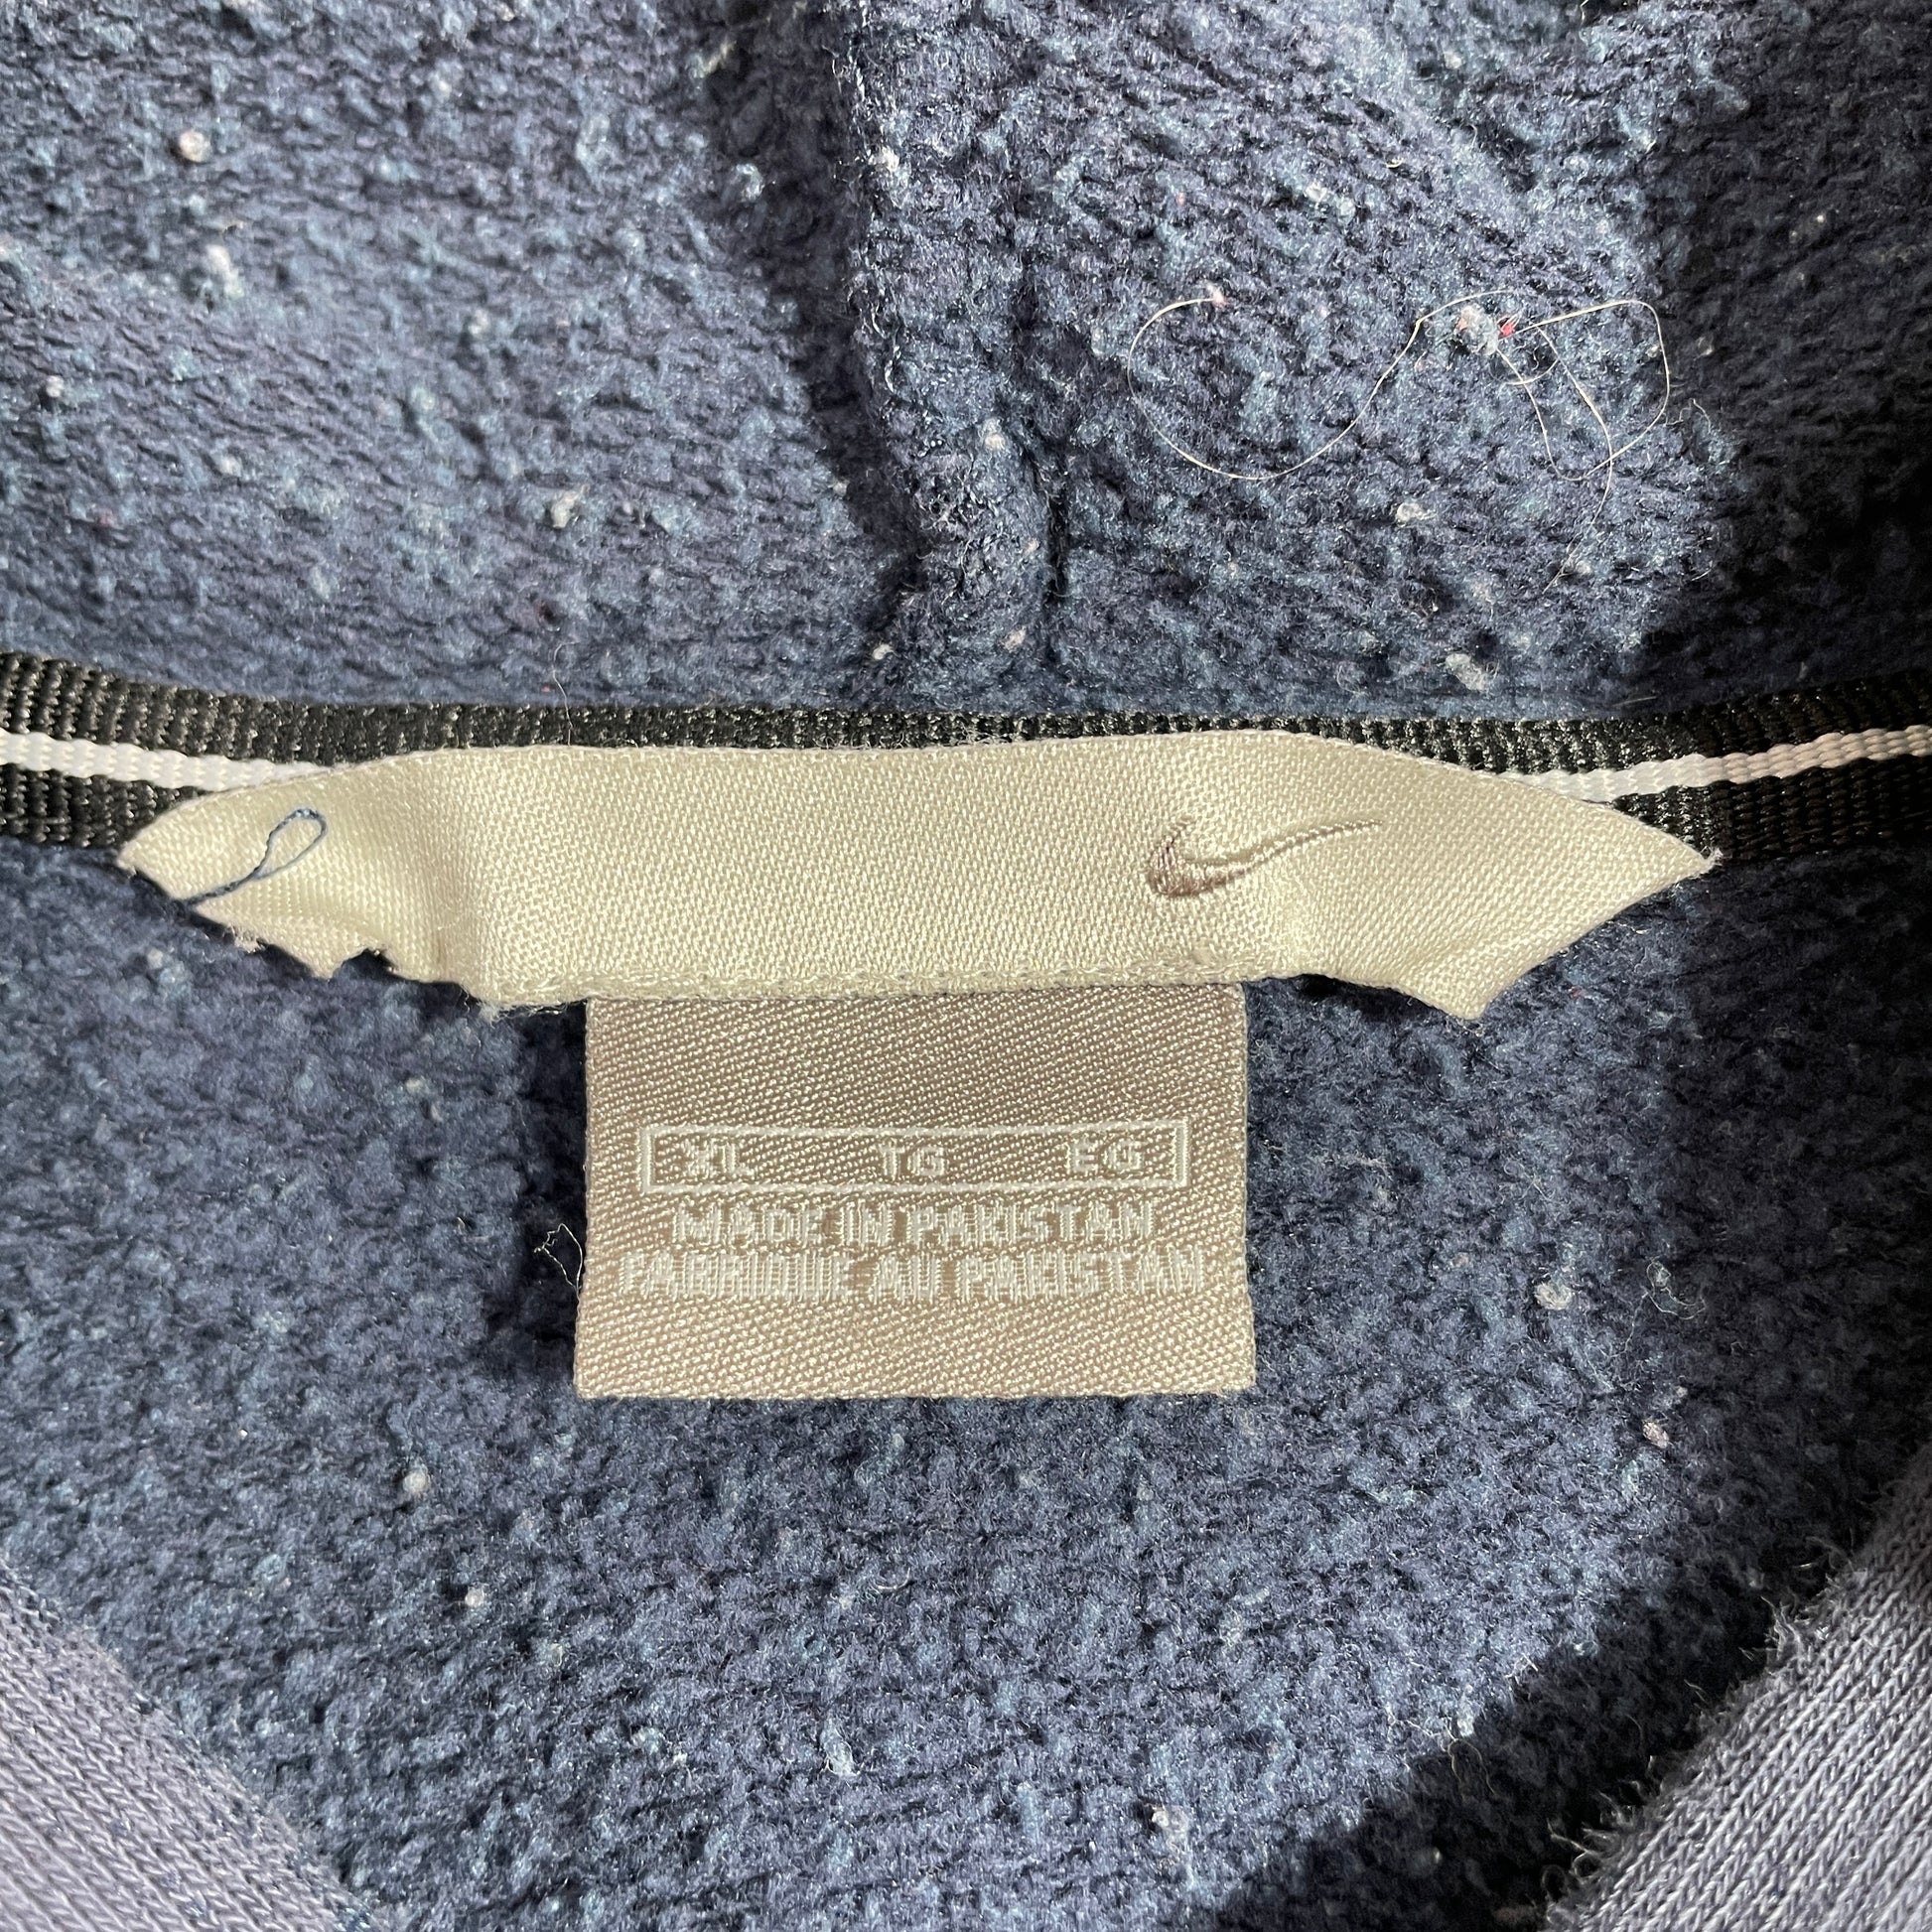 XL TG EG
MADE IN PAKISTAN
FABRIQUE AU PAKISTAN